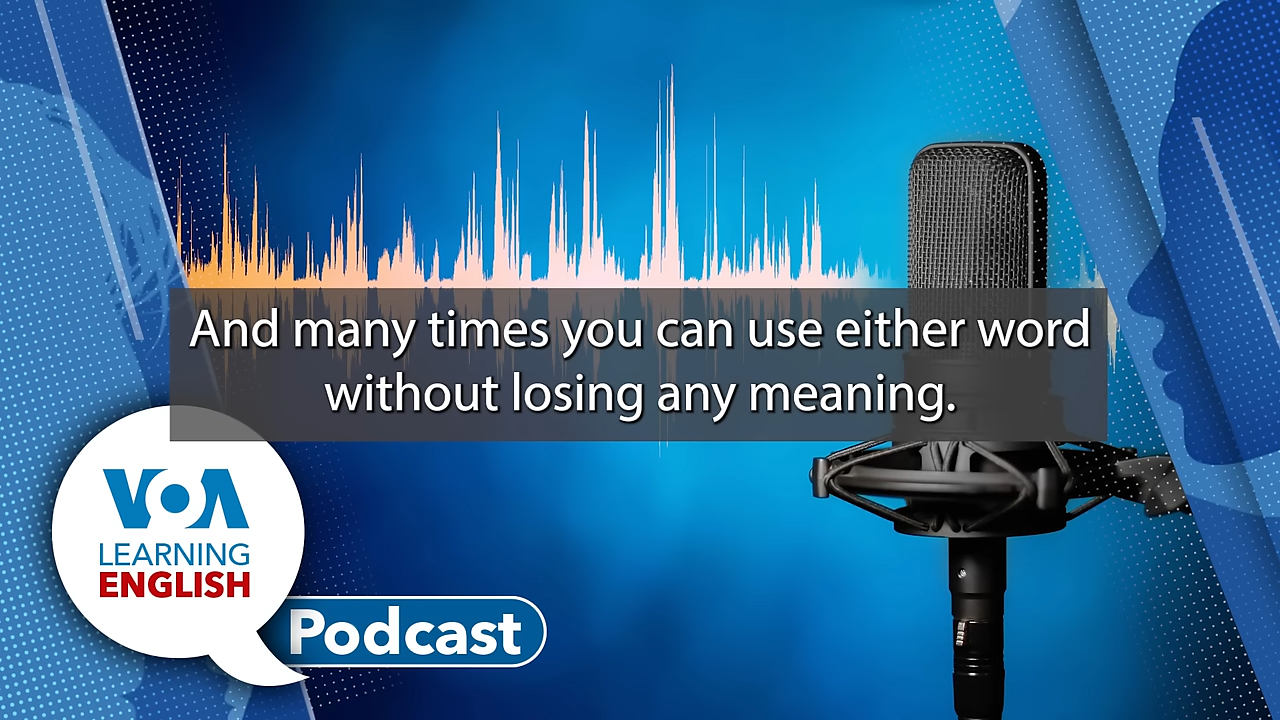 And many times you can use either word
without losing any meaning.
VOA
LEARNING
ENGLISH
Podcast